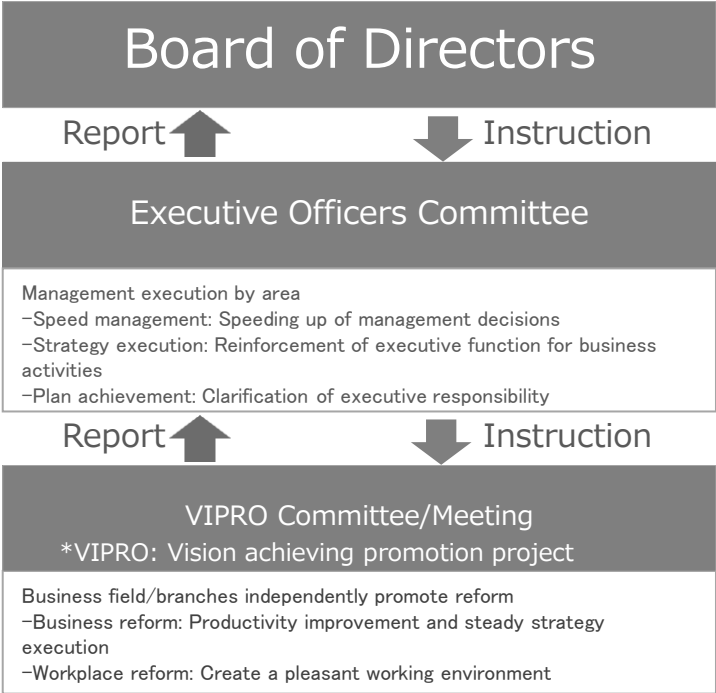 Board of Directors
Report Instruction
Executive Officers Committee
Management execution by area
-Speed management: Speeding up of management decisions
-Strategy execution: Reinforcement of executive function for business
activities
-Plan achievement: Clarification of executive responsibility
Report Instruction
VIPRO Committee/Meeting
*VIPRO: Vision achieving promotion project
Business field/branches independently promote reform
-Business reform: Productivity improvement and steady strategy
execution
-Workplace reform: Create a pleasant working environment